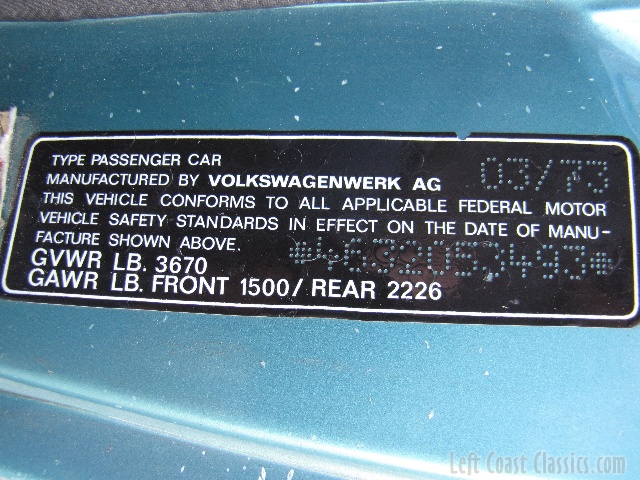 TYPE PASSENGER CAR
MANUFACTURED BY VOLKSWAGENWERK AG 03/73
THIS VEHICLE CONFORMS TO ALL APPLICABLE FEDERAL MOTOR
VEHICLE SAFETY STANDARDS IN EFFECT ON THE DATE OF MANU-
FACTURE SHOWN ABOVE. *4632053493*
GVWR LB. 3670
GAWR LB. FRONT 1500/ REAR 2226
Left Coast Classics.com